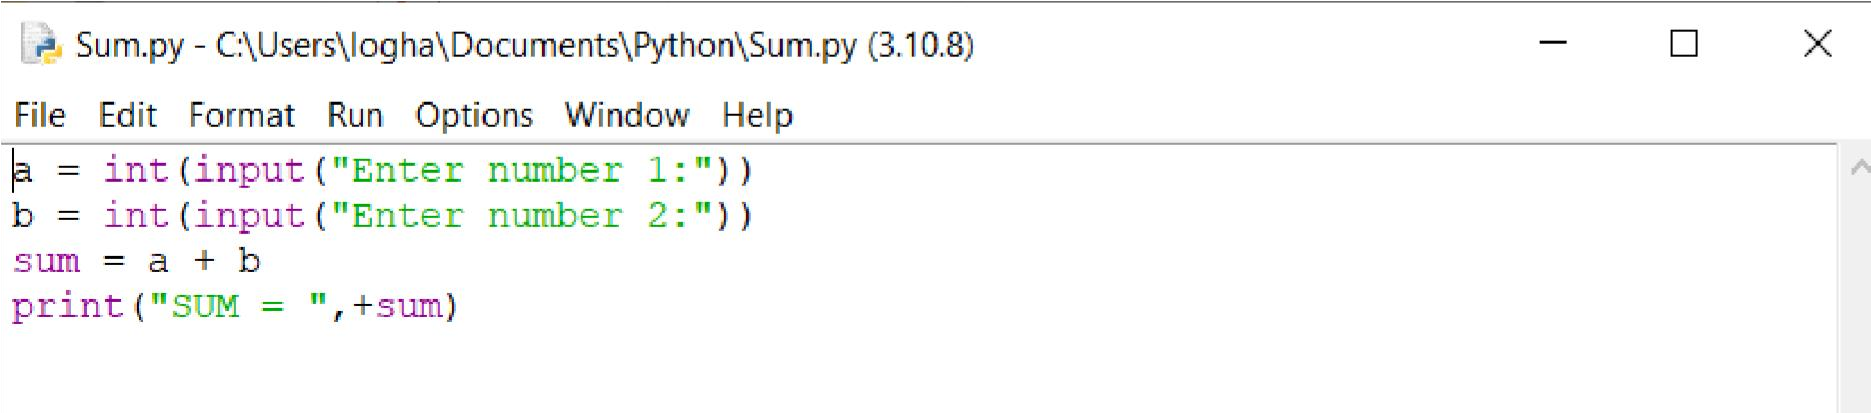 Sum.py - C:\Users\logha\Documents\Python\Sum.py (3.10.8)
File Edit Format Run Options Window Help
a = int(input("Enter number 1:"))
b = int(input("Enter number 2:"))
sum = a + b
print("SUM = ",+sum)